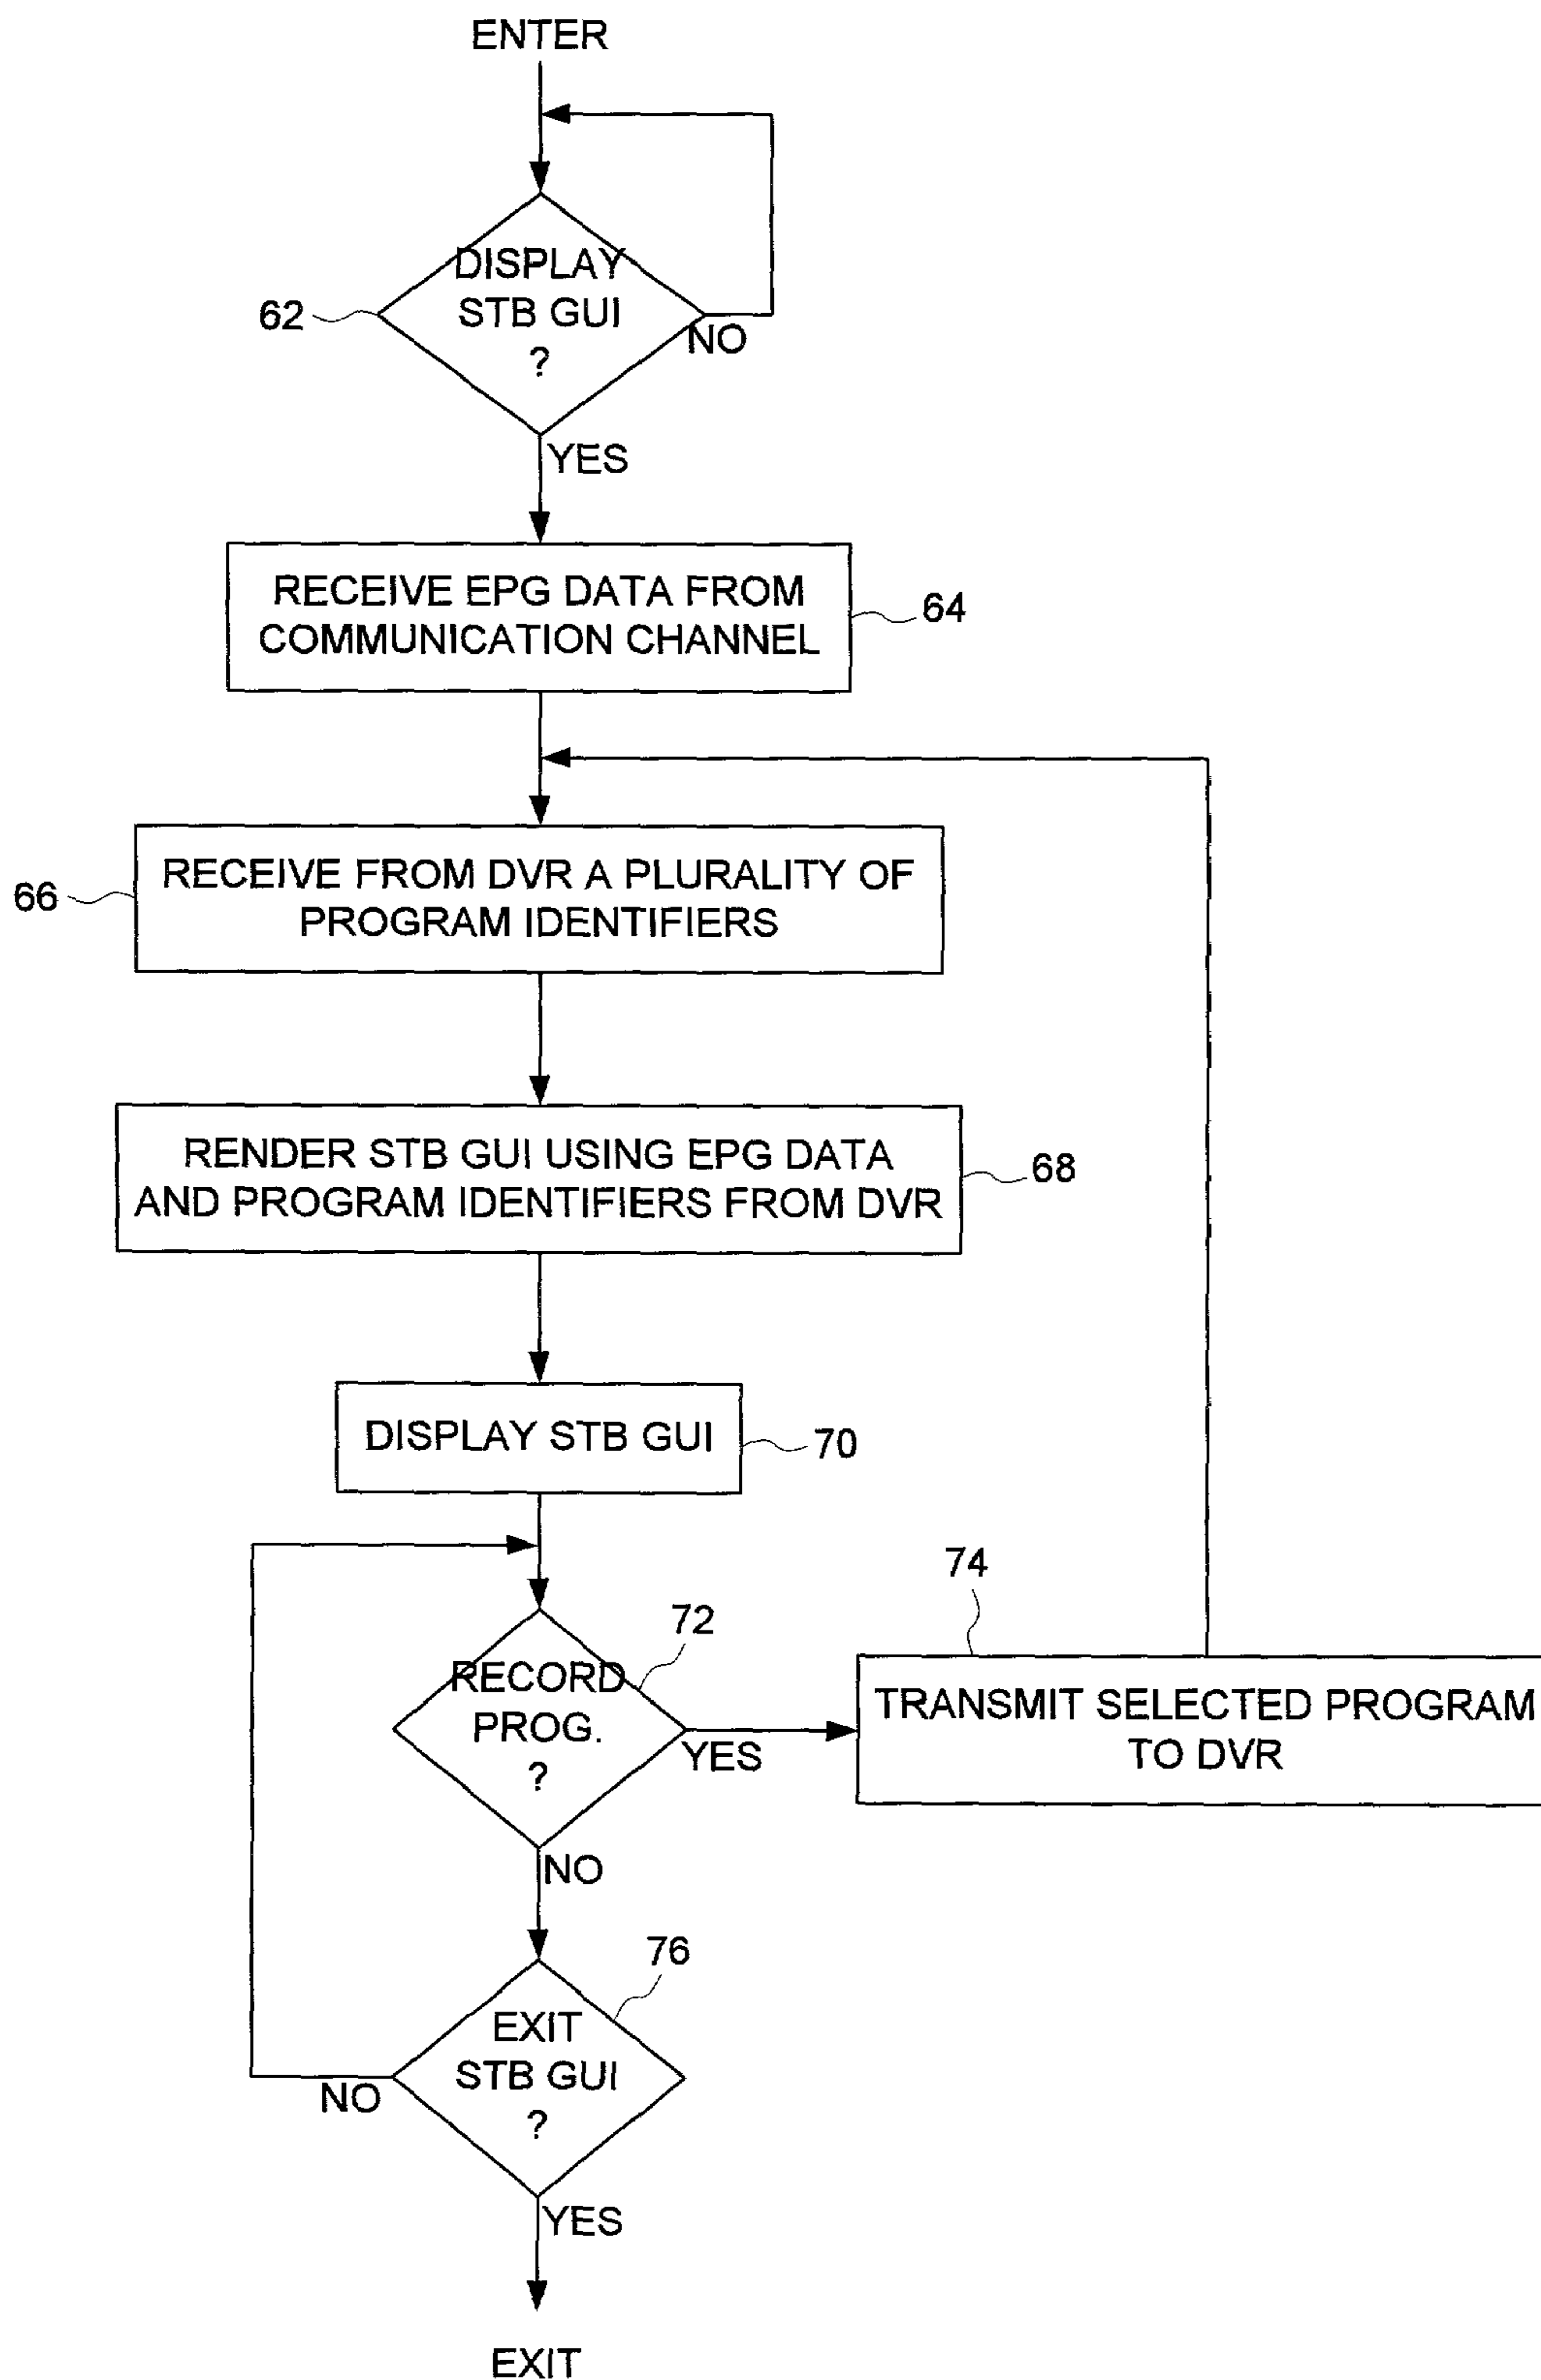 ENTER
DISPLAY
STB GUI
?
62
NO
YES
RECEIVE EPG DATA FROM
COMMUNICATION CHANNEL
64
RECEIVE FROM DVR A PLURALITY OF
PROGRAM IDENTIFIERS
66
RENDER STB GUI USING EPG DATA
AND PROGRAM IDENTIFIERS FROM DVR
68
DISPLAY STB GUI
70
RECORD
PROG.
?
72
YES
74
TRANSMIT SELECTED PROGRAM
TO DVR
NO
76
EXIT
STB GUI
?
NO
YES
EXIT